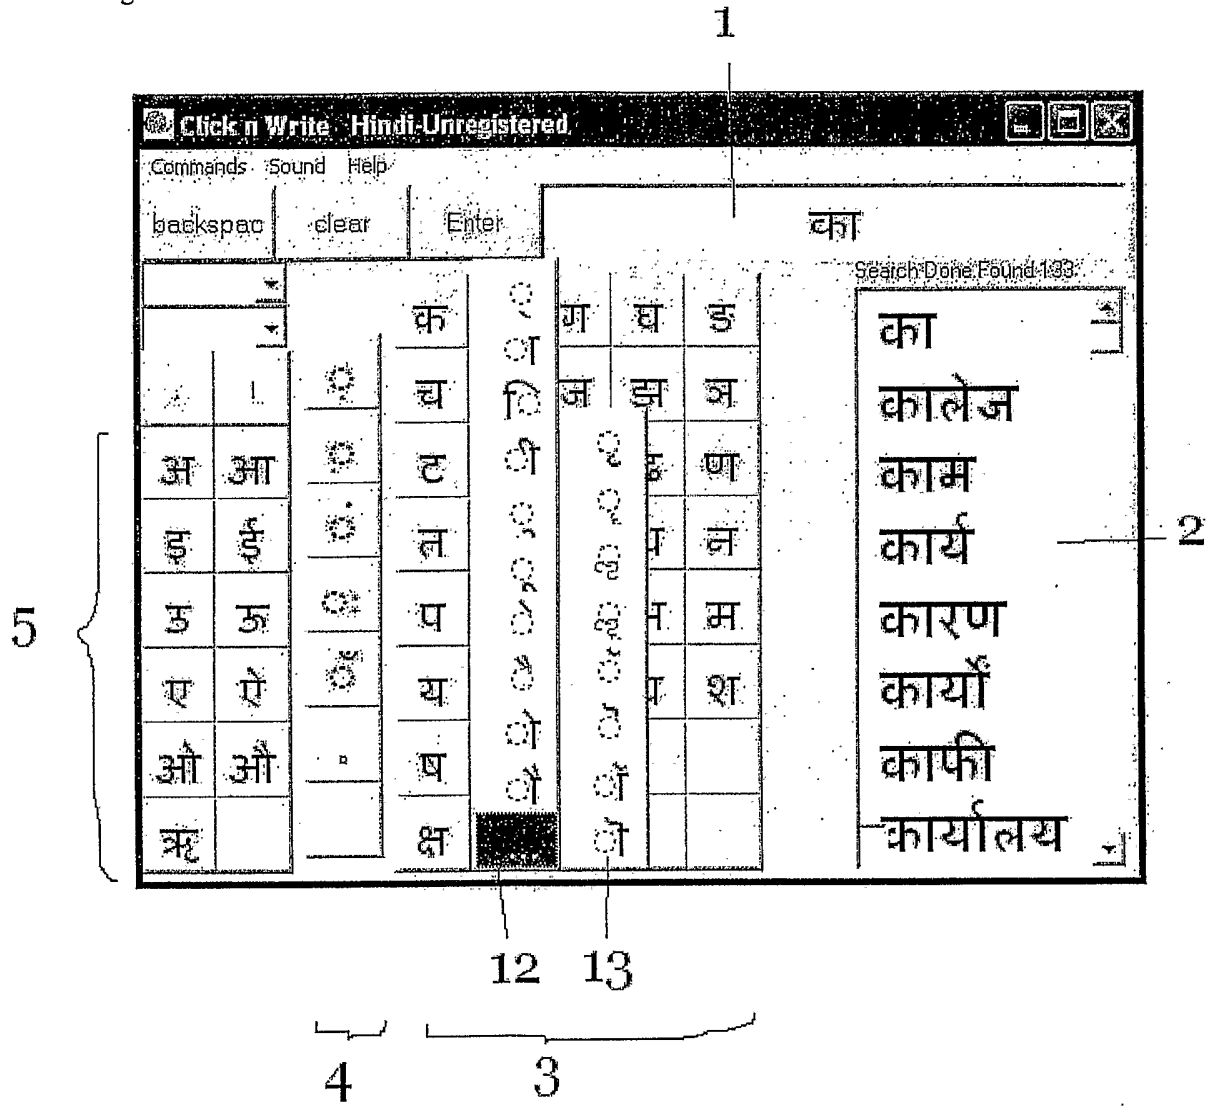 1
Click n Write Hindi-Unregistered
Commands Sound Help
backspac clear Enter
का
Search Done.Found 133
क ग घ ङ
च ज झ ञ
अ आ ट ण
इ ई त न
उ ऊ प म
ए ऐ य श
ओ औ ष
ऋ क्ष
का
कालेज
काम
कार्य
कारण
कार्यों
काफी
कार्यालय
2
5
12 13
4 3